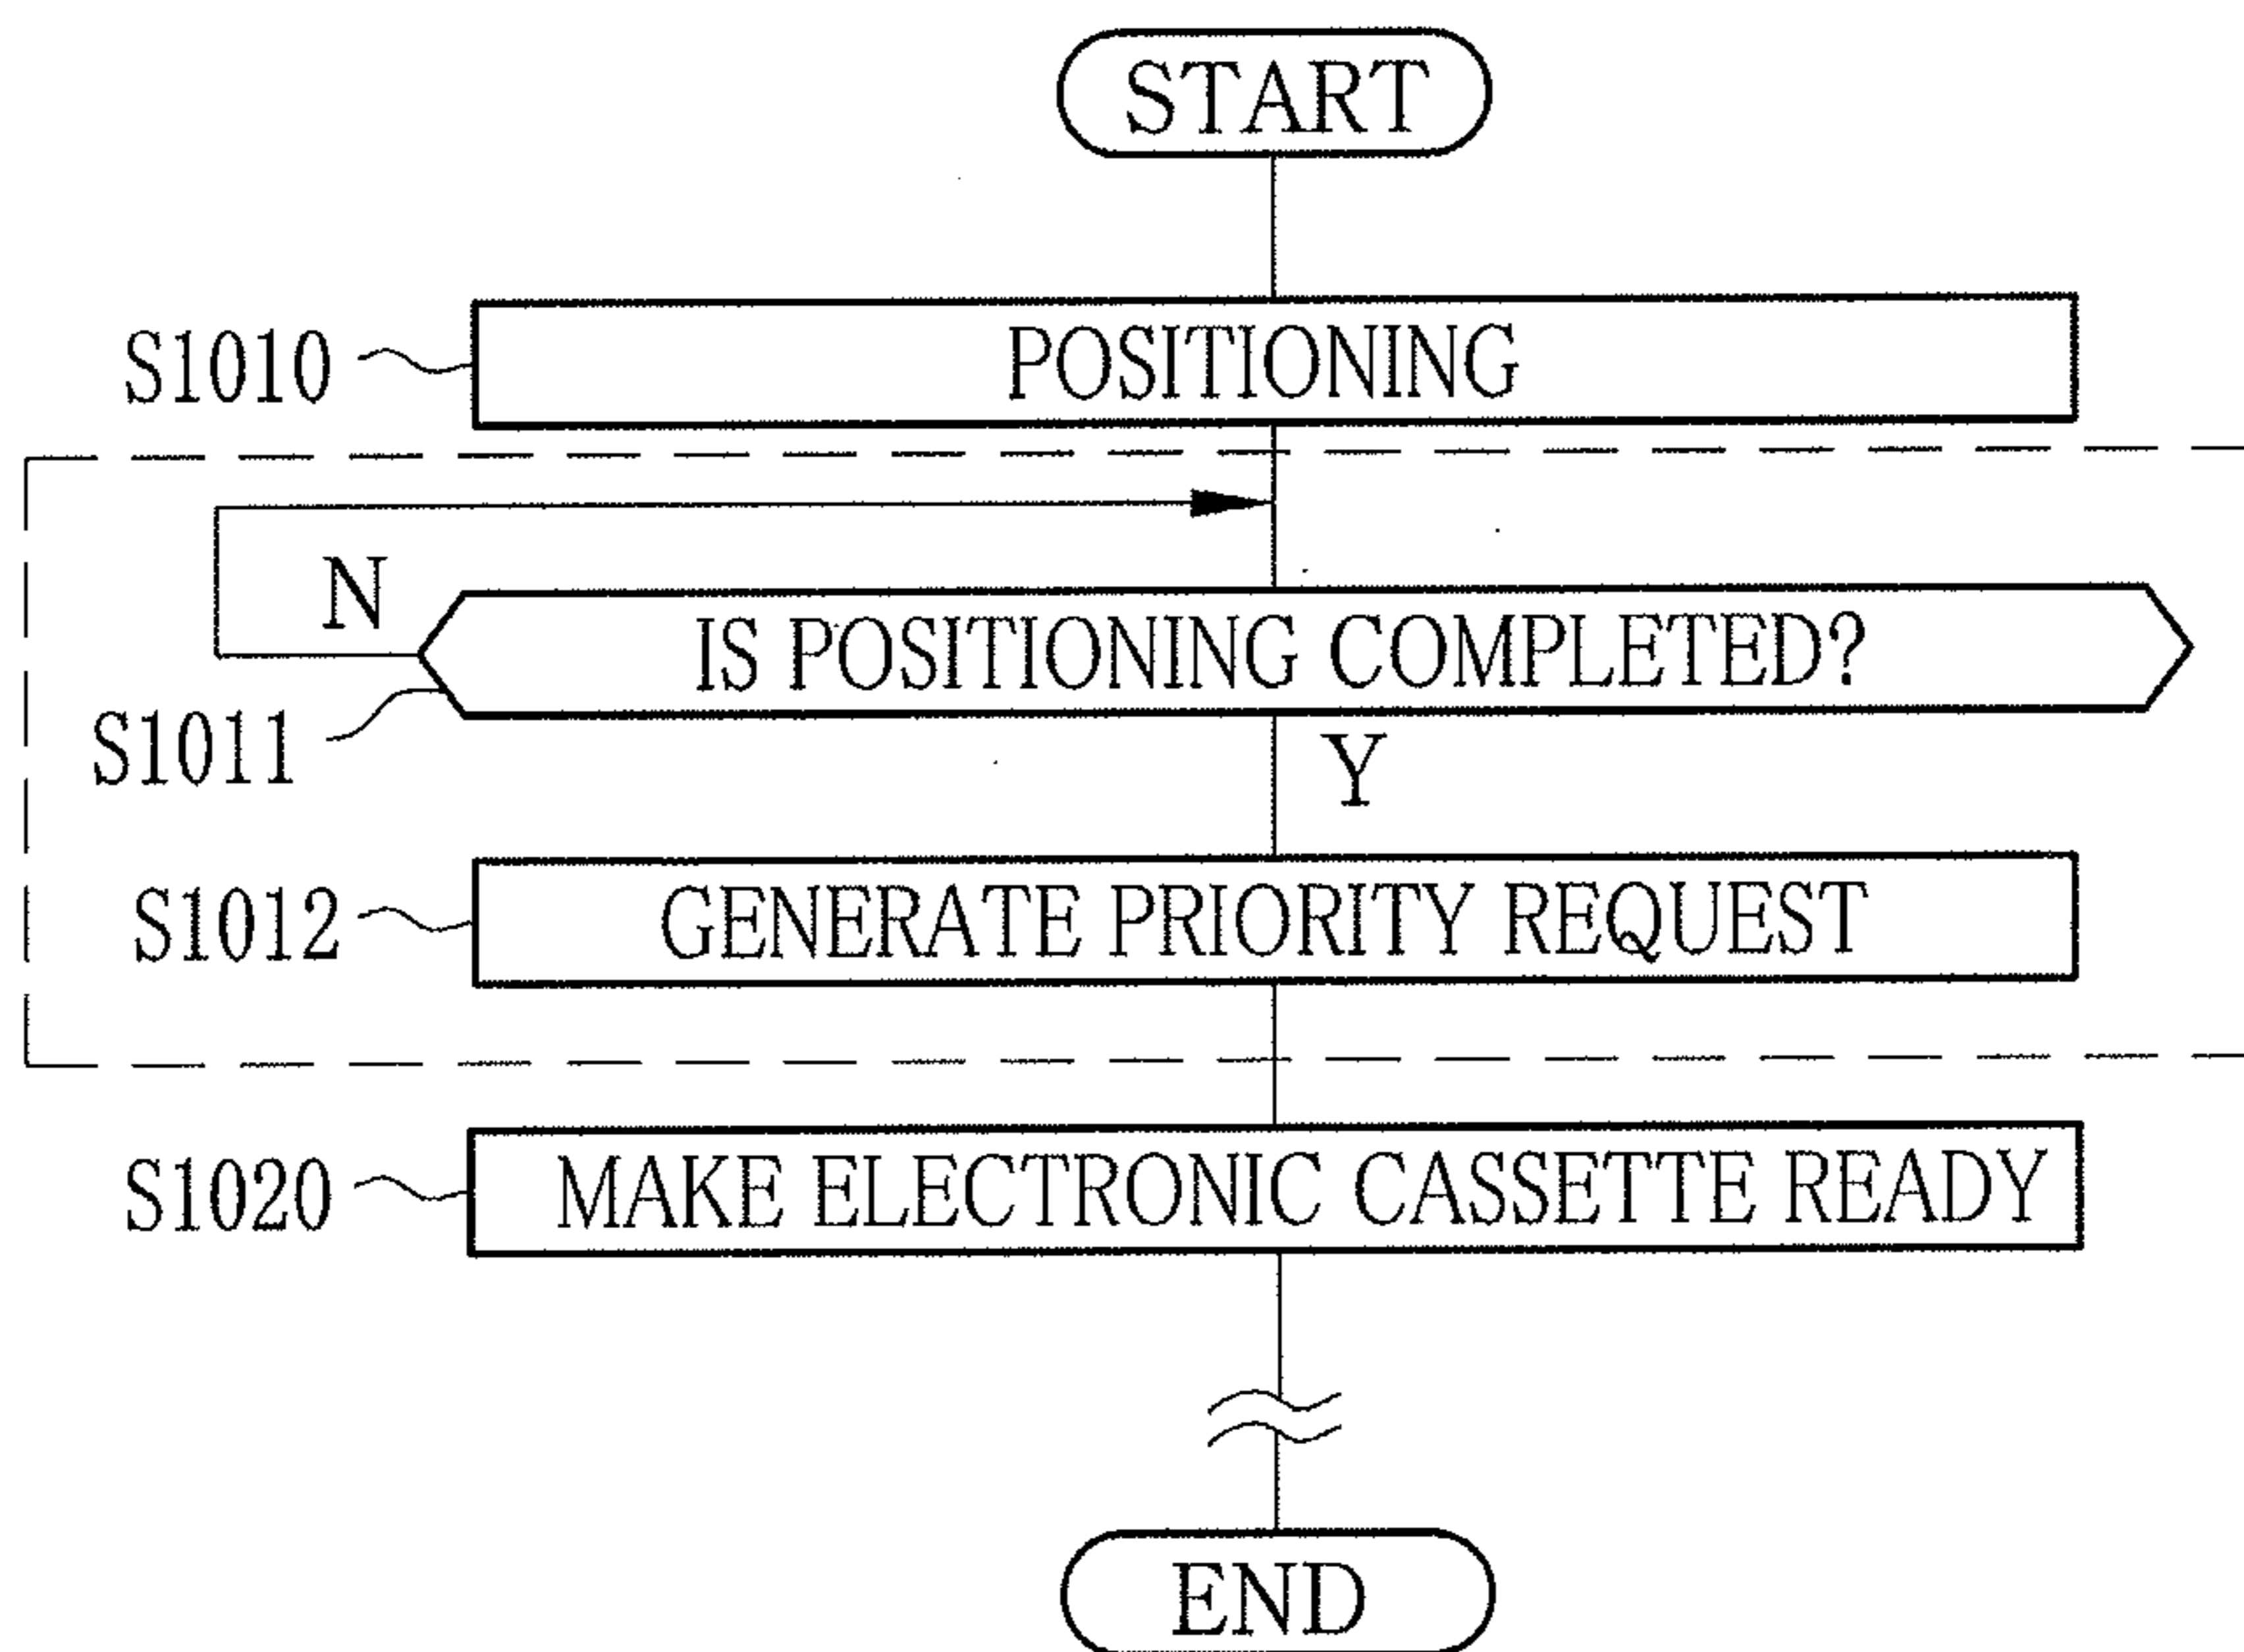 START
S1010
POSITIONING
N
IS POSITIONING COMPLETED?
S1011
Y
S1012
GENERATE PRIORITY REQUEST
S1020
MAKE ELECTRONIC CASSETTE READY
END